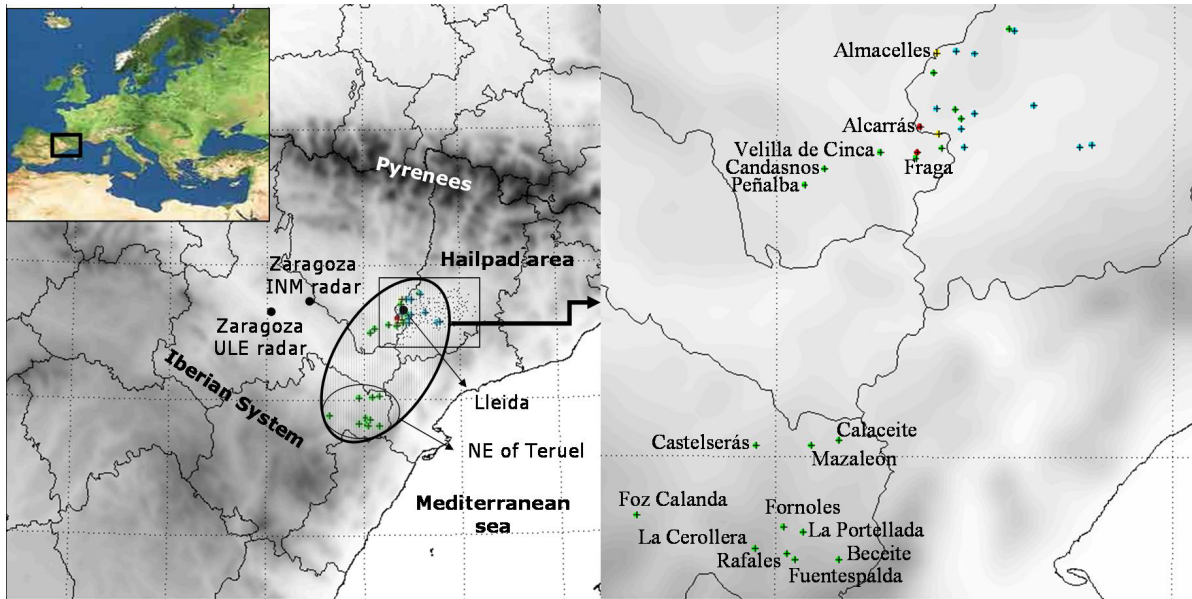 Pyrenees
Hailpad area
Zaragoza
INM radar
Zaragoza
ULE radar
Iberian System
Lleida
NE of Teruel
Mediterranean
sea
Almacelles
Alcarrás
Velilla de Cinca
Candasnos
Fraga
Peñalba
Calaceite
Castelserás
Mazaleón
Foz Calanda
Fornoles
La Portellada
La Cerollera
Rafales
Beceite
Fuentespalda